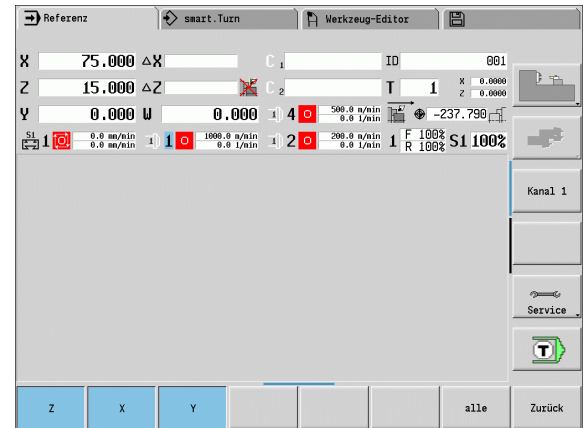 Referenz smart.Turn Werkzeug-Editor
X 75.000 ΔX C 1 ID 001
Z 15.000 ΔZ C 2 T 1 X 0.0000 Z 0.0000
Y 0.000 W 0.000 4 500.0 m/min 0.0 1/min -237.790
S1 1 0.0 mm/min 0.0 mm/min 1 1000.0 1/min 0.0 1/min 2 200.0 m/min 0.0 1/min 1 F 100% R 100% S1 100%
Kanal 1
Service
T
Z X Y alle Zurück